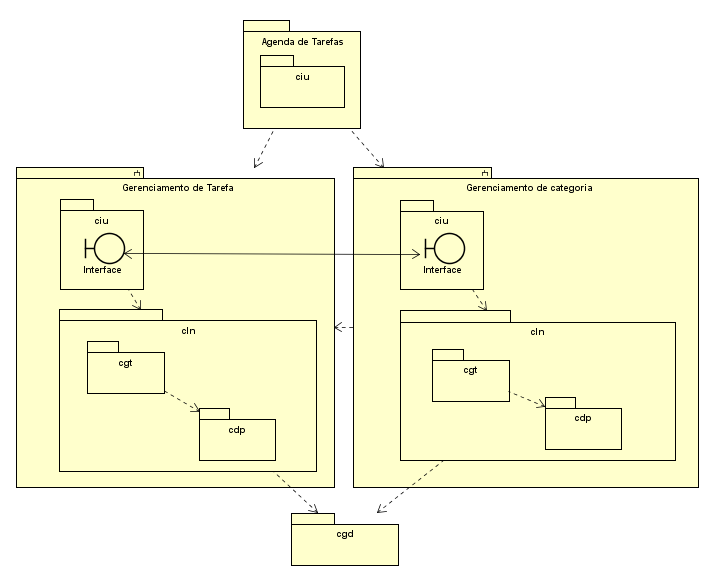 Agenda de Tarefas
ciu
Gerenciamento de Tarefa
ciu
Interface
cln
cgt
cdp
Gerenciamento de categoria
ciu
Interface
cln
cgt
cdp
cgd